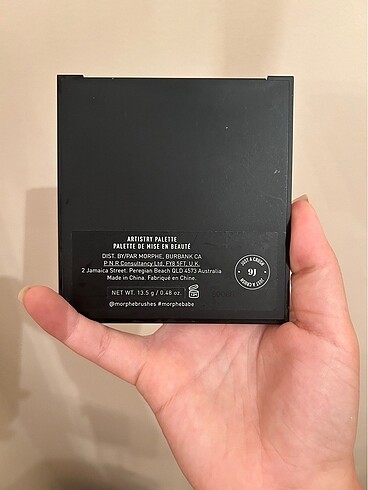 ARTISTRY PALETTE
PALETTE DE MISE EN BEAUTÉ
DIST. BY/PAR MORPHE, BURBANK CA
P N R Consultancy Ltd, FY8 5FT, U.K.
2 Jamaica Street. Peregian Beach QLD 4573 Australia
Made in China. Fabriqué en Chine.
NET WT. 13.5 g / 0.48 oz.
@morphebrushes #morphebabe
JUST A CRUSH
9J
JUST A CRUSH